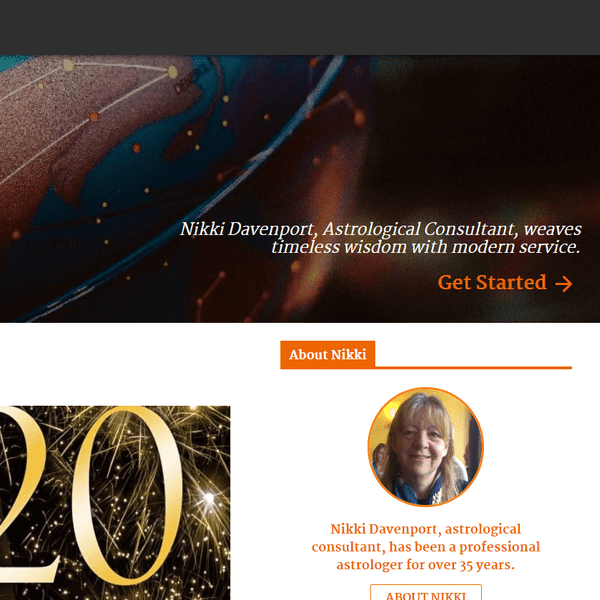 Nikki Davenport, Astrological Consultant, weaves
timeless wisdom with modern service.
Get Started
About Nikki
20
Nikki Davenport, astrological
consultant, has been a professional
astrologer for over 35 years.
ABOUT NIKKI